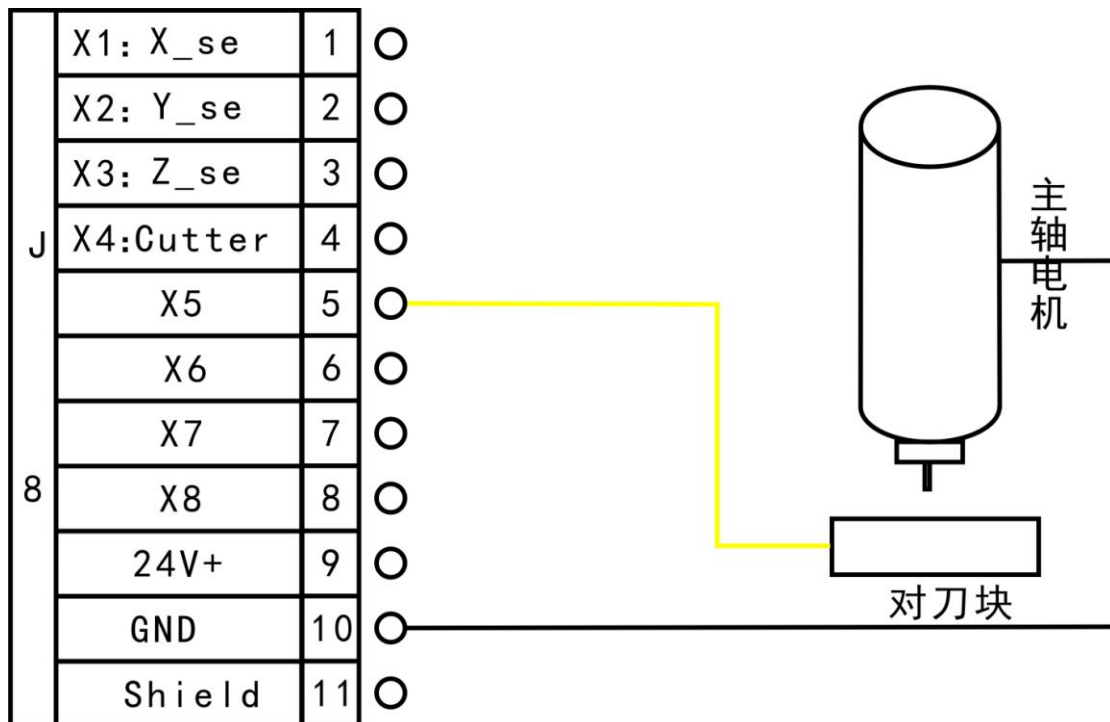 J8
X1: X_se 1
X2: Y_se 2
X3: Z_se 3
X4:Cutter 4
X5 5
X6 6
X7 7
X8 8
24V+ 9
GND 10
Shield 11
主轴电机
对刀块